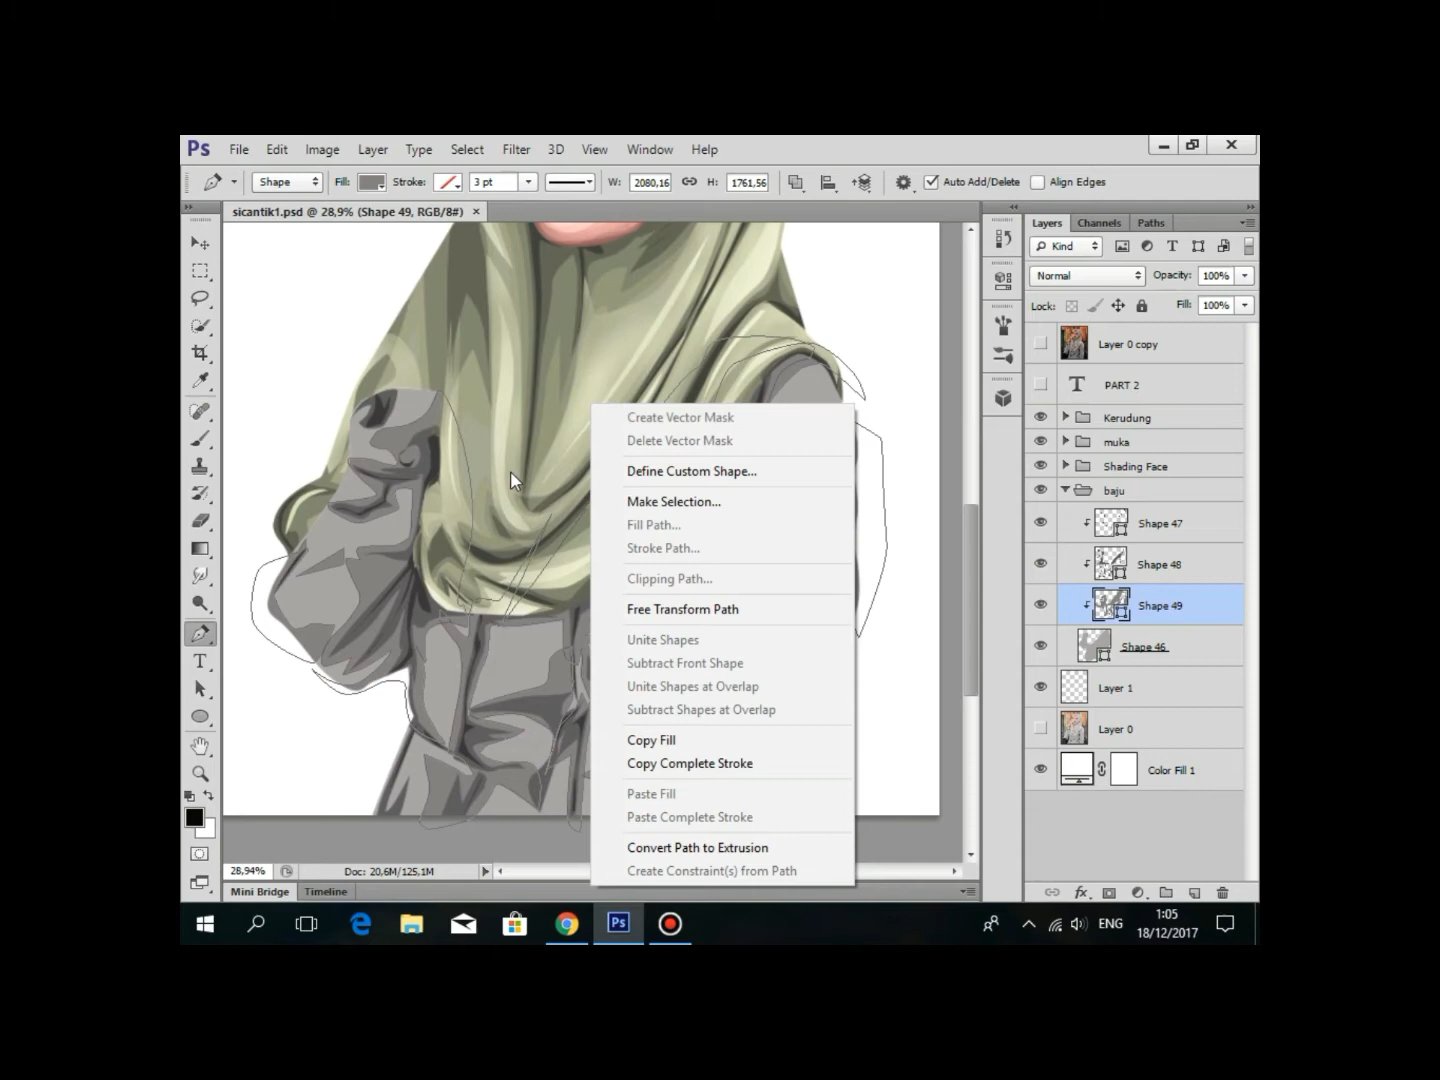 Ps File Edit Image Layer Type Select Filter 3D View Window Help
Shape Fill: Stroke: 3 pt W: 2080,16 H: 1761,56 Auto Add/Delete Align Edges
sicantik1.psd @ 28,9% (Shape 49, RGB/8#) ×
Layers Channels Paths
Kind
Normal Opacity: 100%
Lock: Fill: 100%
Layer 0 copy
T PART 2
Kerudung
muka
Shading Face
baju
Shape 47
Shape 48
Shape 49
Shape 46
Layer 1
Layer 0
Color Fill 1
Create Vector Mask
Delete Vector Mask
Define Custom Shape...
Make Selection...
Fill Path...
Stroke Path...
Clipping Path...
Free Transform Path
Unite Shapes
Subtract Front Shape
Unite Shapes at Overlap
Subtract Shapes at Overlap
Copy Fill
Copy Complete Stroke
Paste Fill
Paste Complete Stroke
Convert Path to Extrusion
Create Constraint(s) from Path
28,94% Doc: 20,6M/125,1M
Mini Bridge Timeline
fx
Ps ENG 1:05
18/12/2017